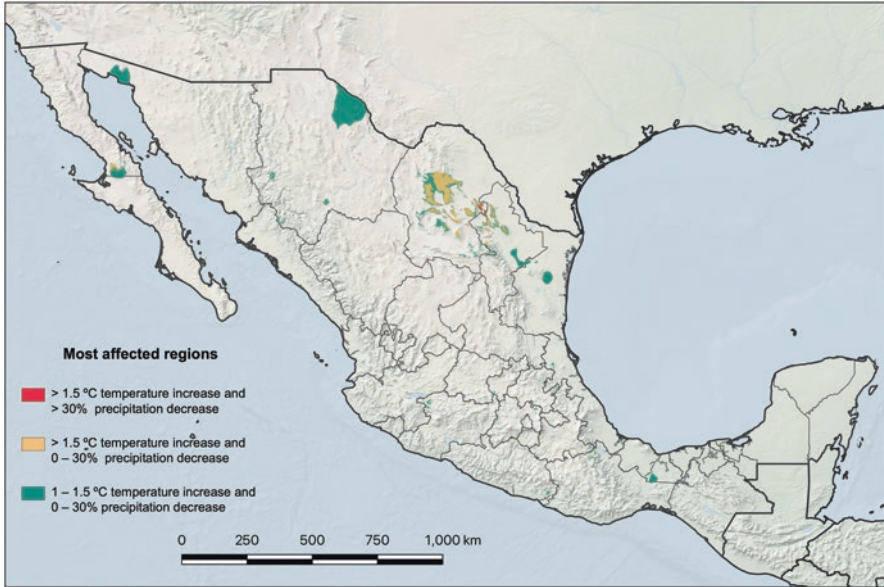 Most affected regions
> 1.5 ºC temperature increase and
> 30% precipitation decrease
> 1.5 ºC temperature increase and
0 – 30% precipitation decrease
1 – 1.5 ºC temperature increase and
0 – 30% precipitation decrease
0 250 500 750 1,000 km